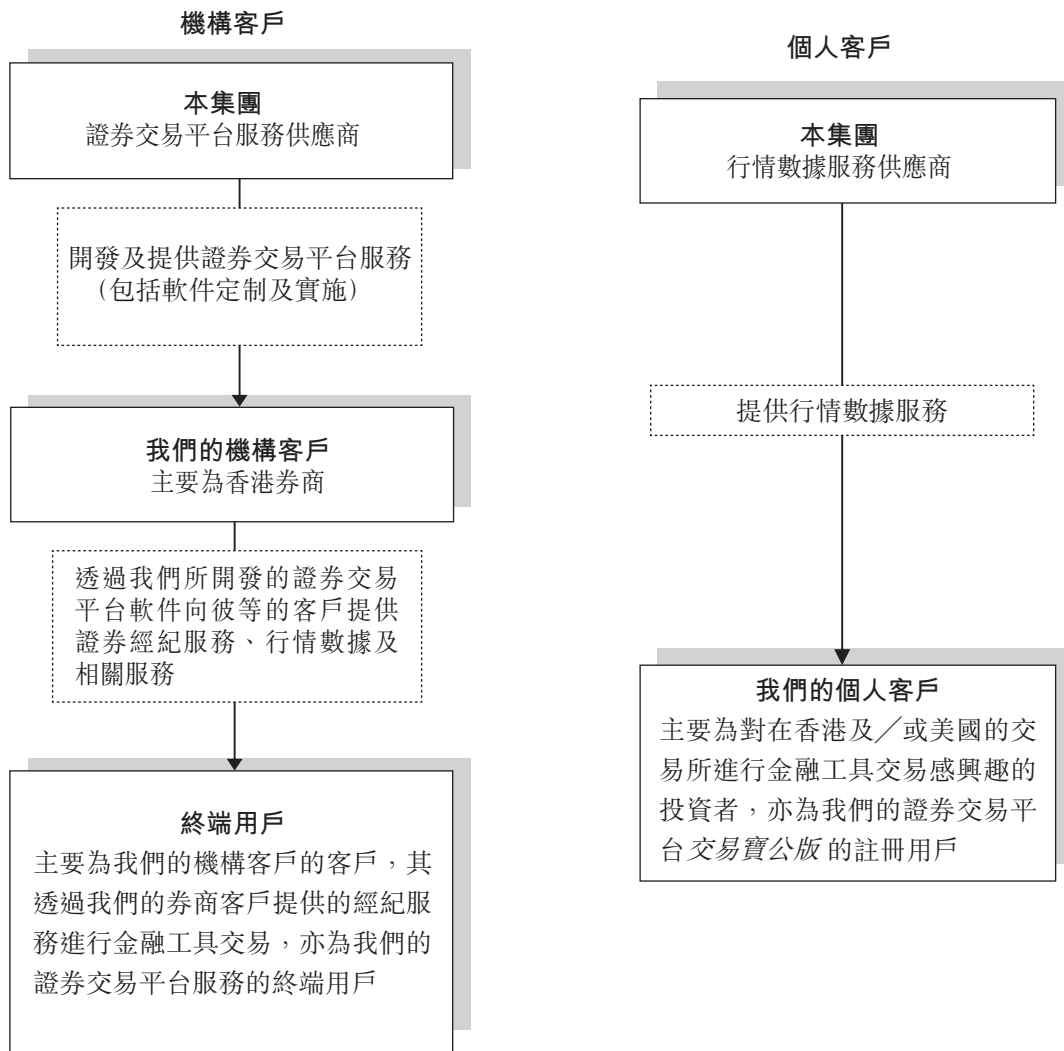 機構客戶
本集團
證券交易平台服務供應商
開發及提供證券交易平台服務
（包括軟件定制及實施）
我們的機構客戶
主要為香港券商
透過我們所開發的證券交易
平台軟件向彼等的客戶提供
證券經紀服務、行情數據及
相關服務
終端用戶
主要為我們的機構客戶的客戶，其
透過我們的券商客戶提供的經紀服
務進行金融工具交易，亦為我們的
證券交易平台服務的終端用戶
個人客戶
本集團
行情數據服務供應商
提供行情數據服務
我們的個人客戶
主要為對在香港及／或美國的交
易所進行金融工具交易感興趣的
投資者，亦為我們的證券交易平
台交易寶公版的註冊用戶